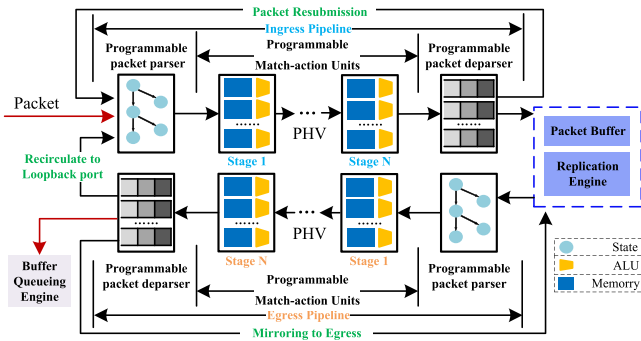 Packet Resubmission
Ingress Pipeline
Programmable
packet parser
Programmable
Match-action Units
Programmable
packet deparser
Packet
......
......
......
PHV
......
Stage 1
Stage N
Packet Buffer
Replication
Engine
Recirculate to
Loopback port
......
......
......
PHV
......
Stage N
Stage 1
Buffer
Queueing
Engine
Programmable
packet deparser
Programmable
Match-action Units
Programmable
packet parser
Egress Pipeline
Mirroring to Egress
State
ALU
Memorry